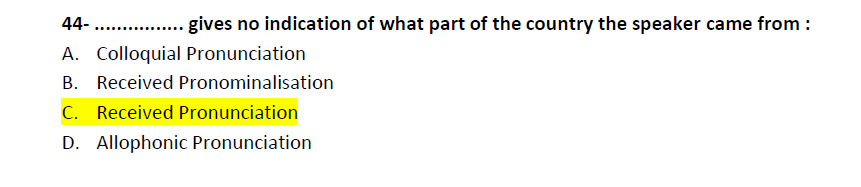 44- ................ gives no indication of what part of the country the speaker came from :
A. Colloquial Pronunciation
B. Received Pronominalisation
C. Received Pronunciation
D. Allophonic Pronunciation